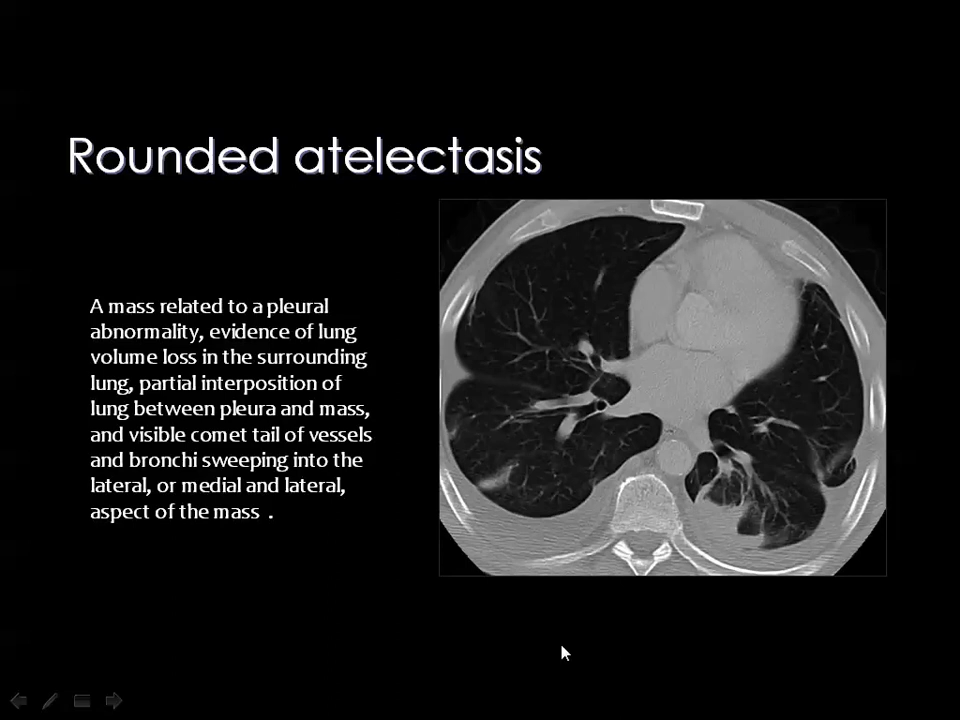 Rounded atelectasis
A mass related to a pleural
abnormality, evidence of lung
volume loss in the surrounding
lung, partial interposition of
lung between pleura and mass,
and visible comet tail of vessels
and bronchi sweeping into the
lateral, or medial and lateral,
aspect of the mass .